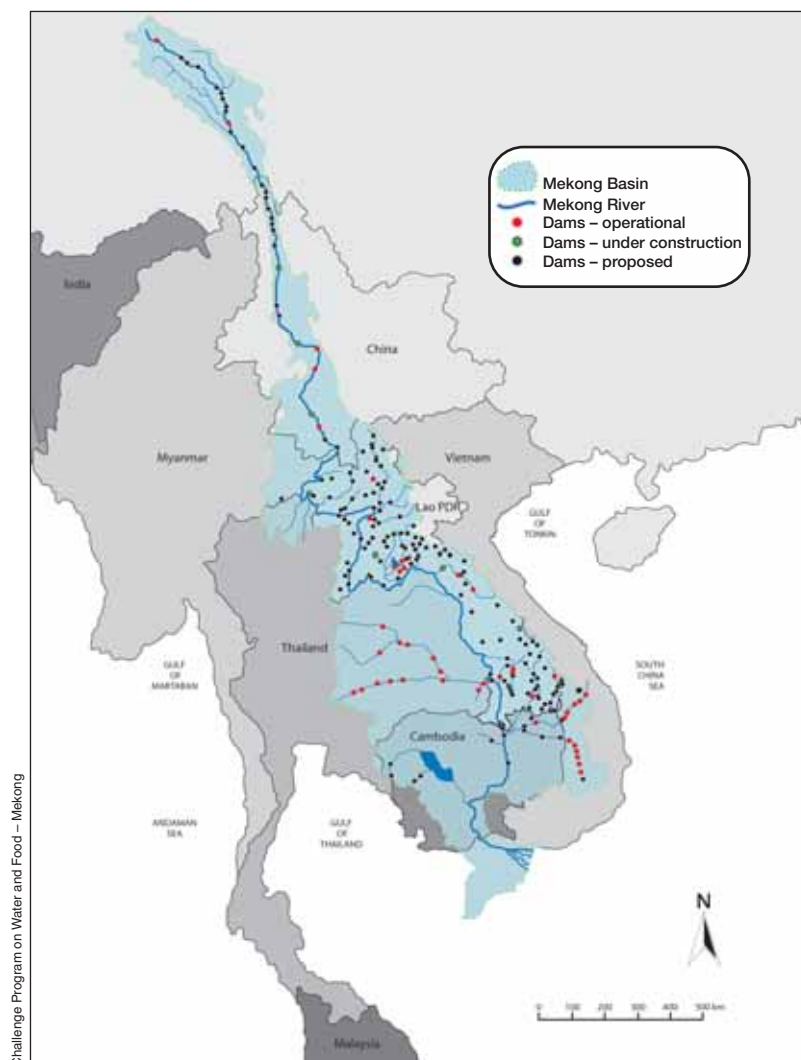 Mekong Basin
Mekong River
Dams – operational
Dams – under construction
Dams – proposed
India
China
Myanmar
Vietnam
Lao PDR
GULF
OF
TONKIN
Thailand
GULF
OF
MARTABAN
SOUTH
CHINA
SEA
Cambodia
ANDAMAN
SEA
GULF
OF
THAILAND
N
0 100 200 300 400 500 km
Malaysia
Challenge Program on Water and Food – Mekong